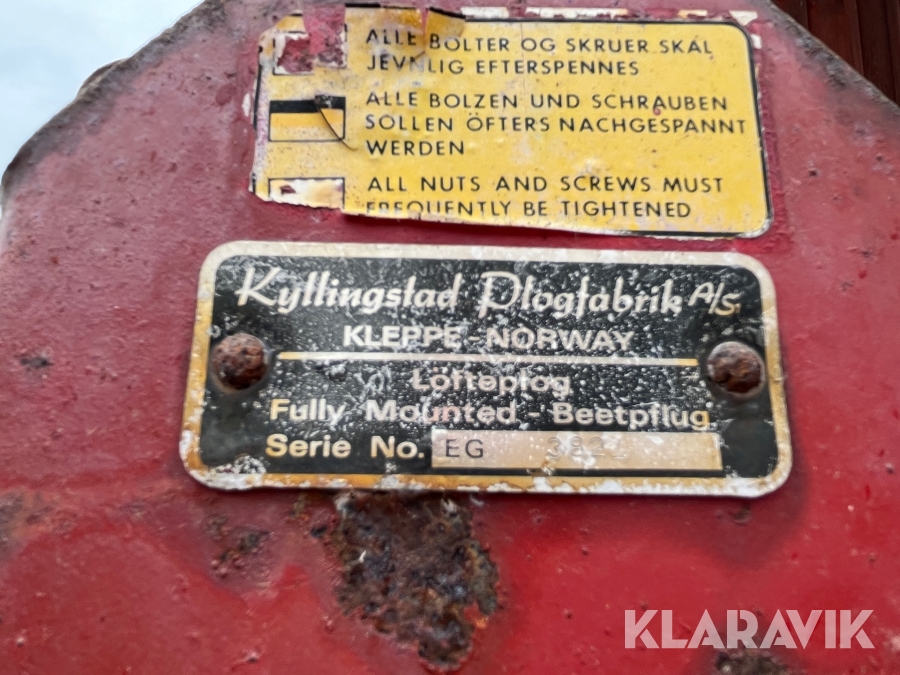 ALLE BOLTER OG SKRUER SKAL
JEVNLIG EFTERSPENNES
ALLE BOLZEN UND SCHRAUBEN
SOLLEN ÖFTERS NACHGESPANNT
WERDEN
ALL NUTS AND SCREWS MUST
FREQUENTLY BE TIGHTENED
Kyllingstad Plogfabrik A/S
KLEPPE - NORWAY
Löfteplog
Fully Mounted - Beetpflug
Serie No. EG
KLARAVIK